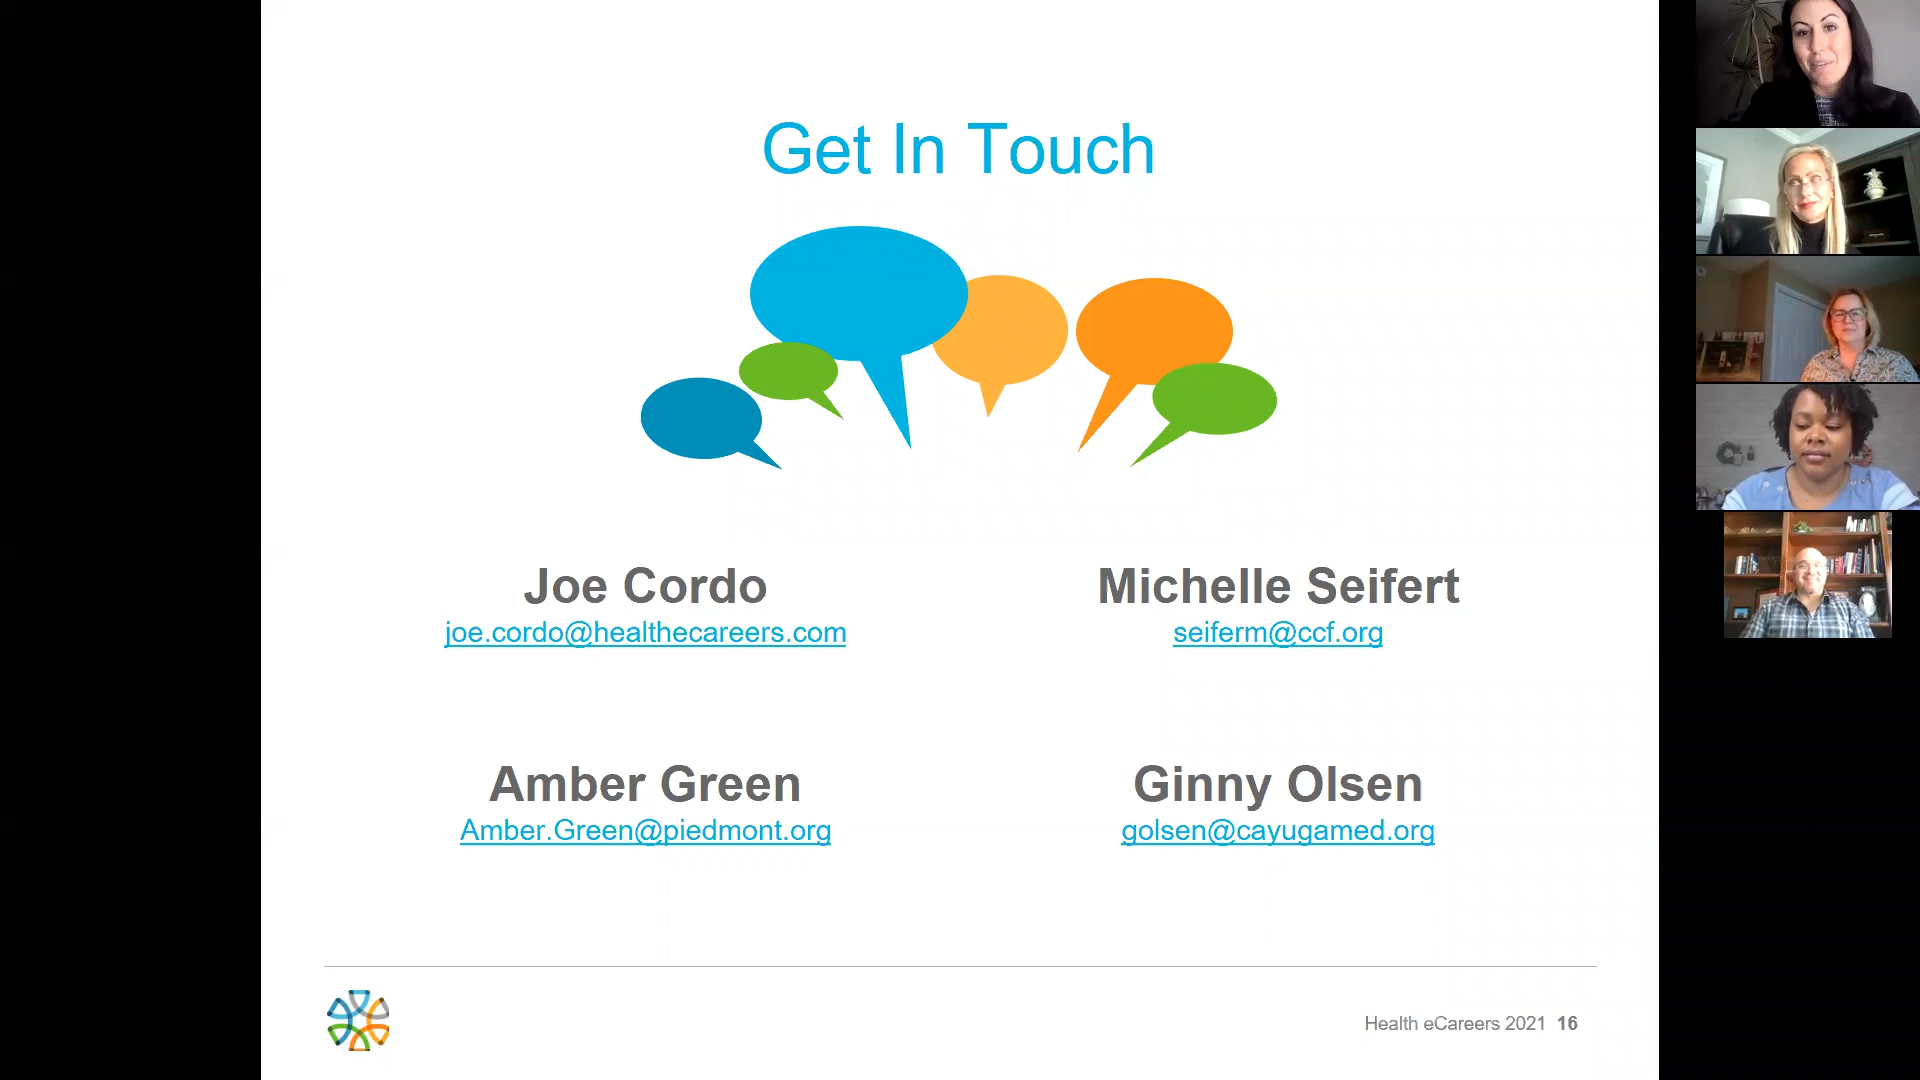 Get In Touch
Joe Cordo
joe.cordo@healthecareers.com
Michelle Seifert
seiferm@ccf.org
Amber Green
Amber.Green@piedmont.org
Ginny Olsen
golsen@cayugamed.org
Health eCareers 2021 16